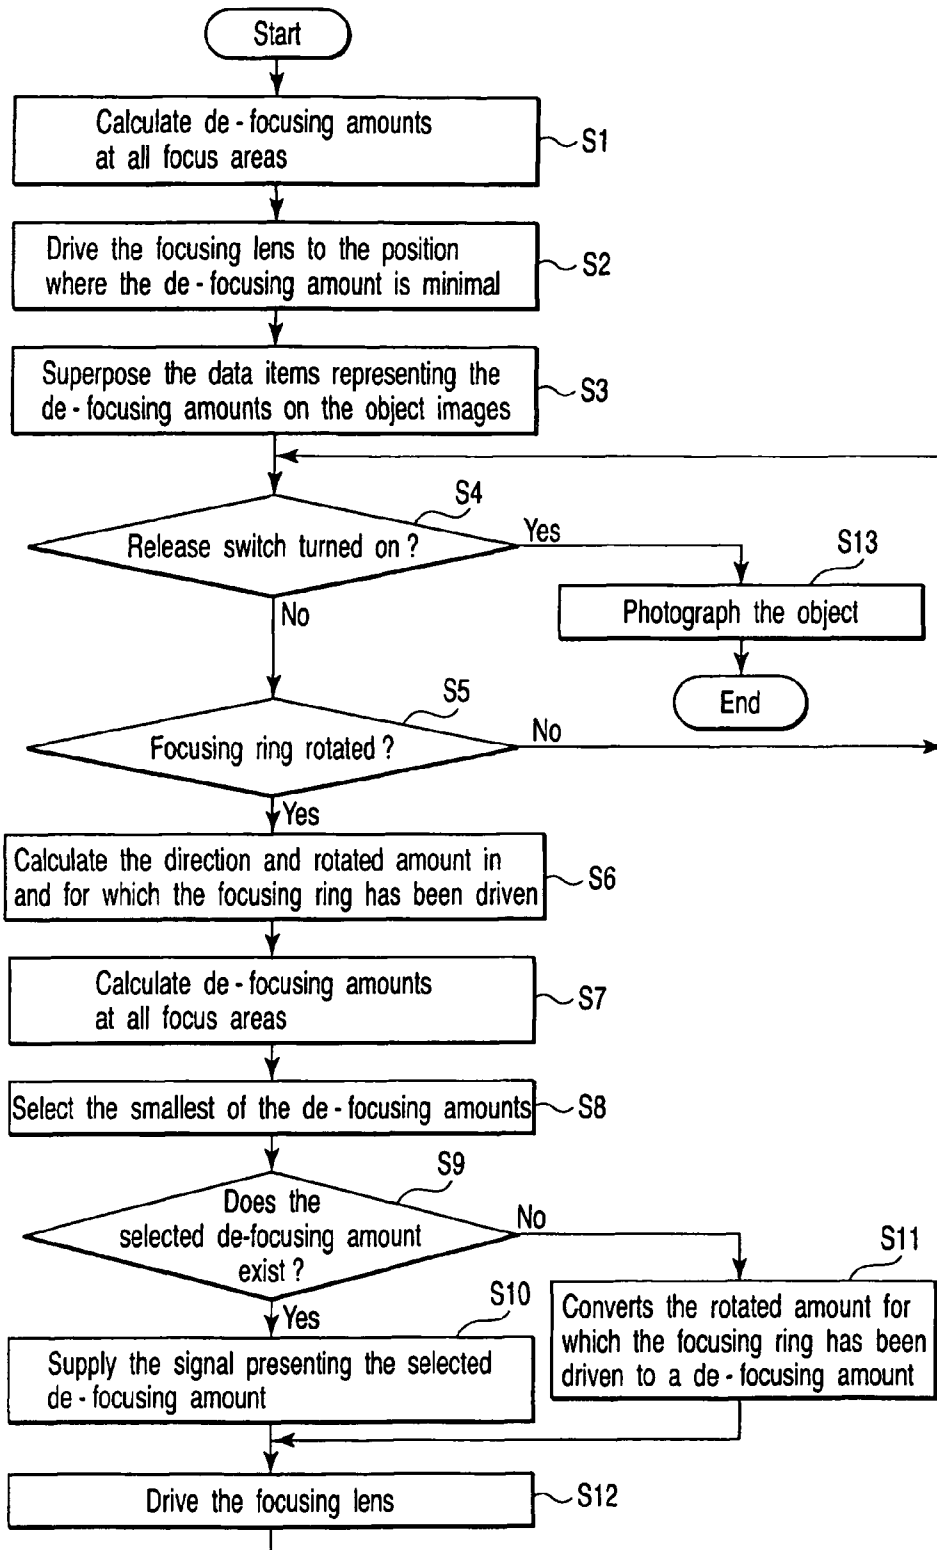 Start
Calculate de-focusing amounts
at all focus areas
S1
Drive the focusing lens to the position
where the de-focusing amount is minimal
S2
Superpose the data items representing the
de-focusing amounts on the object images
S3
S4
Release switch turned on ?
Yes
No
S13
Photograph the object
End
S5
Focusing ring rotated ?
No
Yes
Calculate the direction and rotated amount in
and for which the focusing ring has been driven
S6
Calculate de-focusing amounts
at all focus areas
S7
Select the smallest of the de-focusing amounts
S8
S9
Does the
selected de-focusing amount
exist ?
No
Yes
S10
Supply the signal presenting the selected
de-focusing amount
S11
Converts the rotated amount for
which the focusing ring has been
driven to a de-focusing amount
Drive the focusing lens
S12